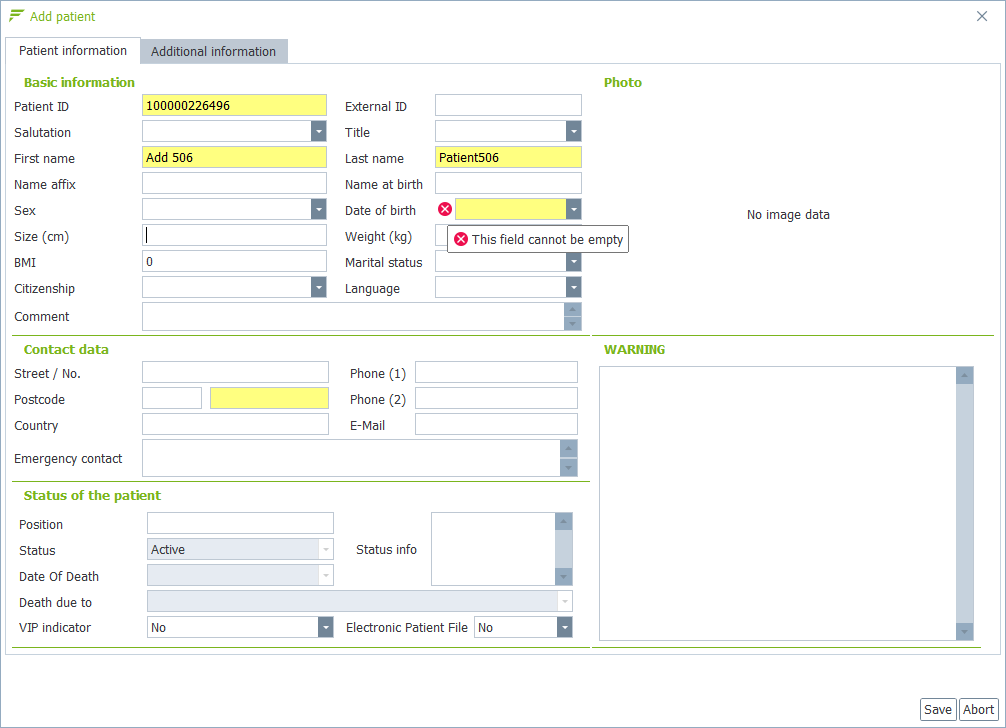 Add patient
Patient information Additional information
Basic information Photo
Patient ID 100000226496 External ID
Salutation Title
First name Add 506 Last name Patient506
Name affix Name at birth
Sex Date of birth
No image data
Size (cm) Weight (kg)
This field cannot be empty
BMI 0 Marital status
Citizenship Language
Comment
Contact data WARNING
Street / No. Phone (1)
Postcode Phone (2)
Country E-Mail
Emergency contact
Status of the patient
Position
Status Active Status info
Date Of Death
Death due to
VIP indicator No Electronic Patient File No
Save Abort